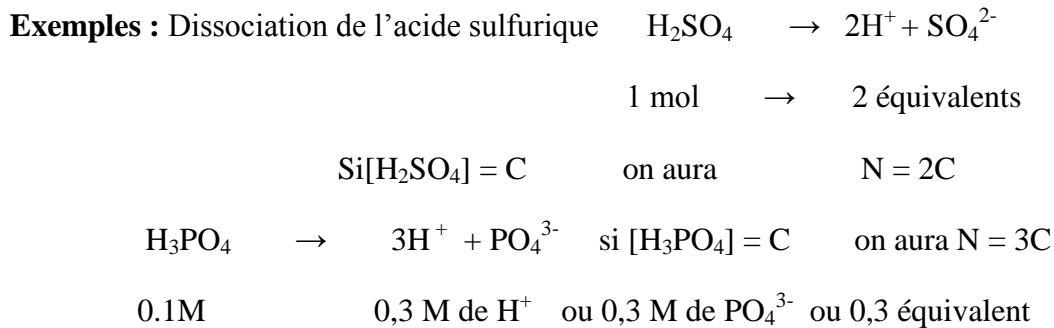 Exemples : Dissociation de l’acide sulfurique H₂SO₄ → 2H⁺ + SO₄²⁻
1 mol → 2 équivalents
Si[H₂SO₄] = C on aura N = 2C
H₃PO₄ → 3H⁺ + PO₄³⁻ si [H₃PO₄] = C on aura N = 3C
0.1M 0,3 M de H⁺ ou 0,3 M de PO₄³⁻ ou 0,3 équivalent